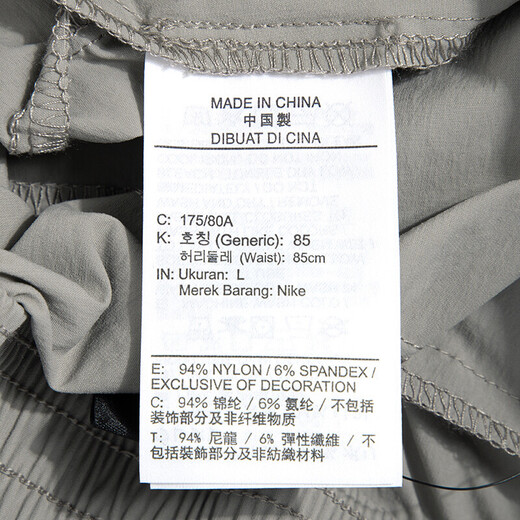 MADE IN CHINA
中国製
DIBUAT DI CINA
C: 175/80A
K: 호칭 (Generic): 85
허리둘레 (Waist): 85cm
IN: Ukuran: L
Merek Barang: Nike
E: 94% NYLON / 6% SPANDEX /
EXCLUSIVE OF DECORATION
C: 94% 锦纶 / 6% 氨纶 / 不包括
装饰部分及非纤维物质
T: 94% 尼龍 / 6% 彈性纖維 / 不
包括裝飾部分及非紡織材料